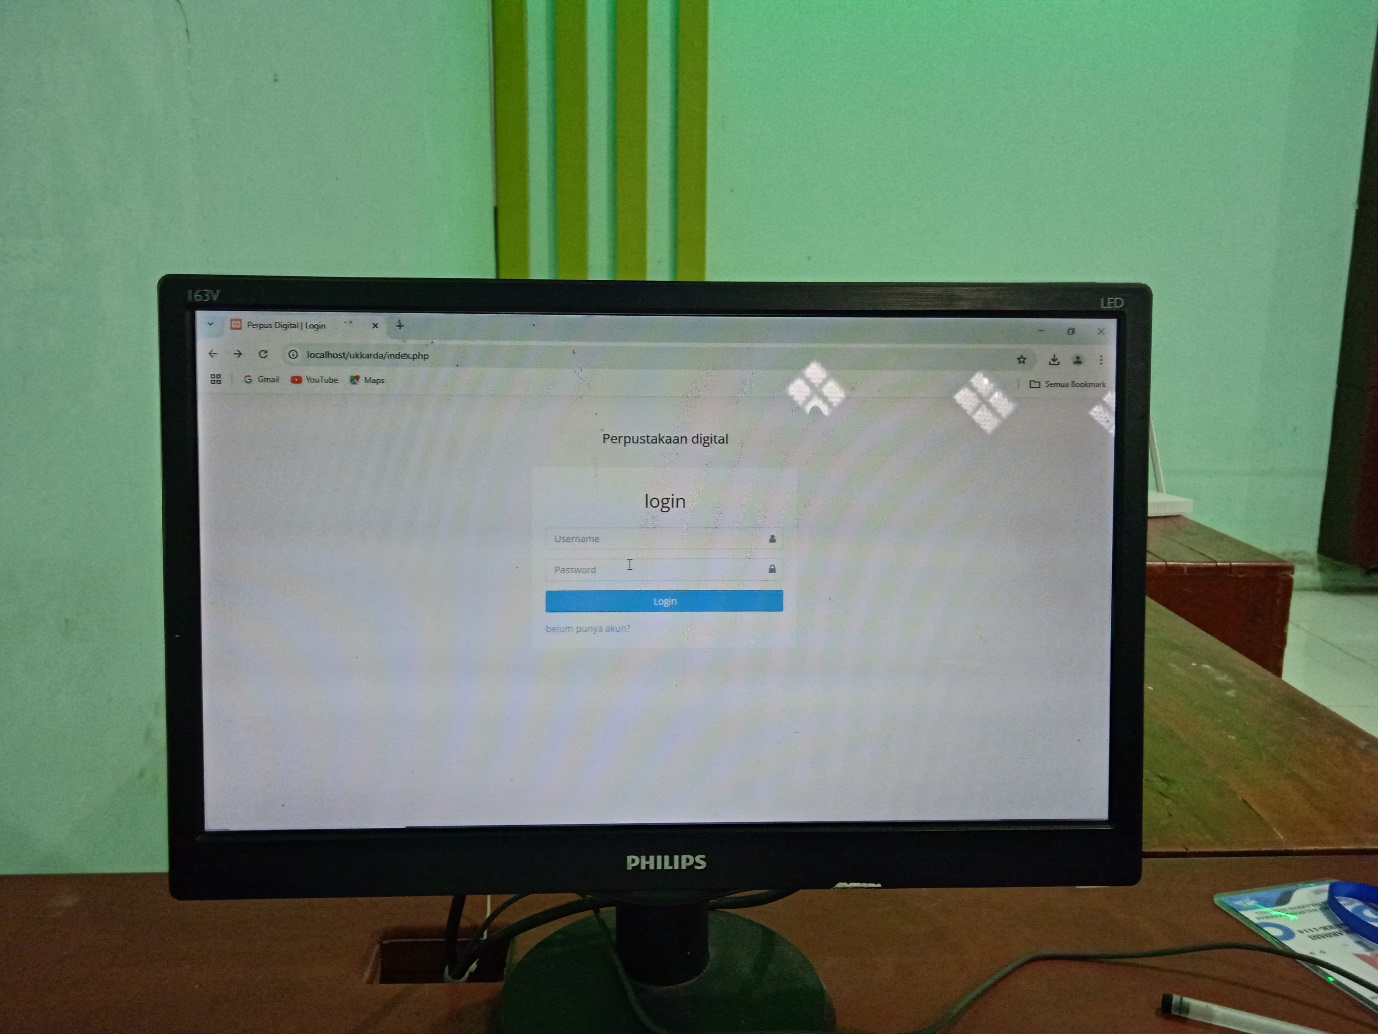 163V
LED
Perpus Digital | Login
localhost/ukkarda/index.php
Gmail
YouTube
Maps
Semua Bookmark
Perpustakaan digital
login
Username
Password
Login
belum punya akun?
PHILIPS